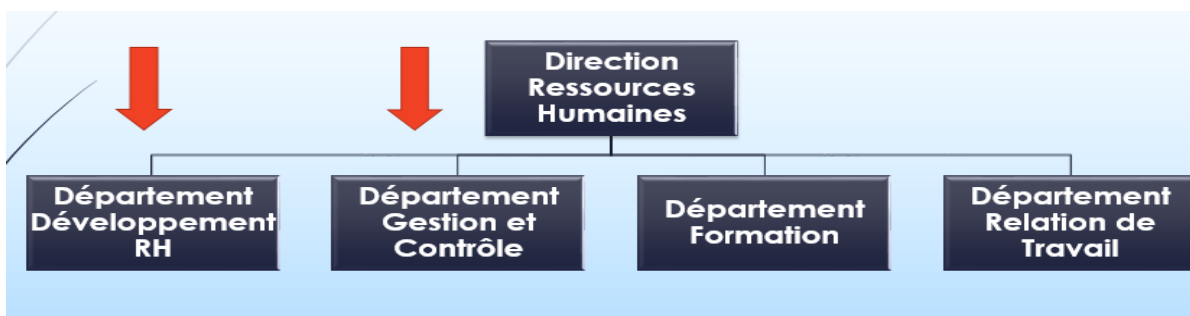 Direction
Ressources
Humaines
Département
Développement
RH
Département
Gestion et
Contrôle
Département
Formation
Département
Relation de
Travail